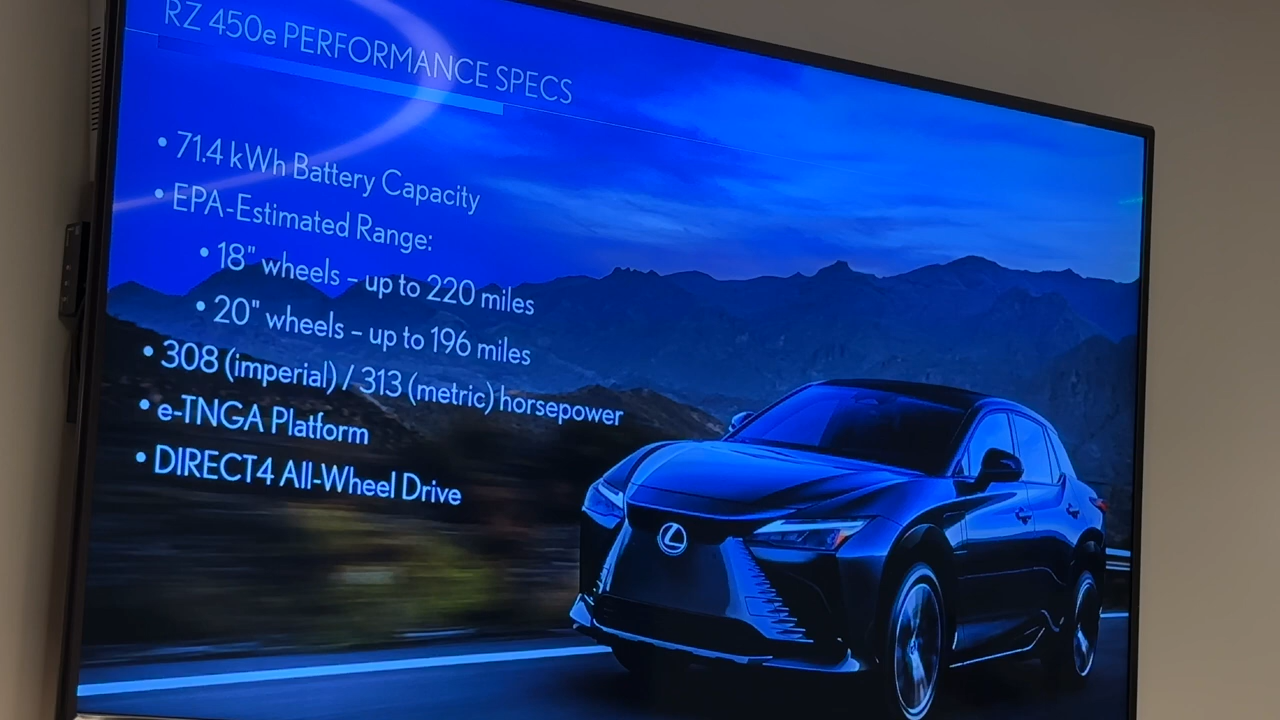 RZ 450e PERFORMANCE SPECS
• 71.4 kWh Battery Capacity
• EPA-Estimated Range:
• 18" wheels – up to 220 miles
• 20" wheels – up to 196 miles
• 308 (imperial) / 313 (metric) horsepower
• e-TNGA Platform
• DIRECT4 All-Wheel Drive